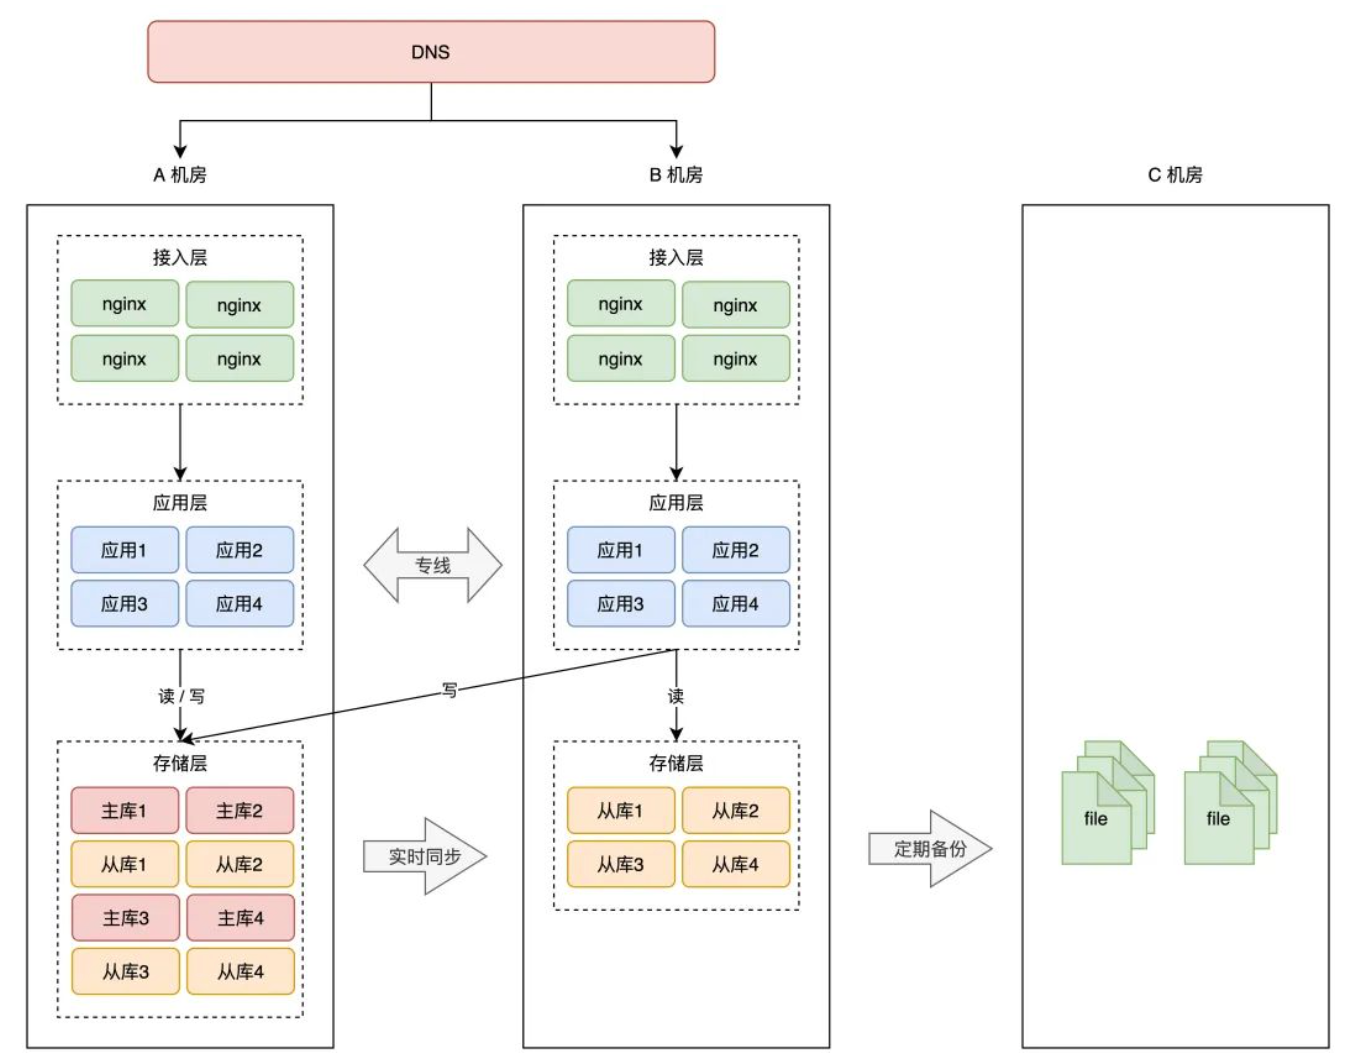 DNS
A 机房
B 机房
C 机房
接入层
nginx
nginx
nginx
nginx
接入层
nginx
nginx
nginx
nginx
应用层
应用1
应用2
应用3
应用4
专线
应用层
应用1
应用2
应用3
应用4
读 / 写
写
读
存储层
主库1
主库2
从库1
从库2
主库3
主库4
从库3
从库4
实时同步
存储层
从库1
从库2
从库3
从库4
定期备份
file
file